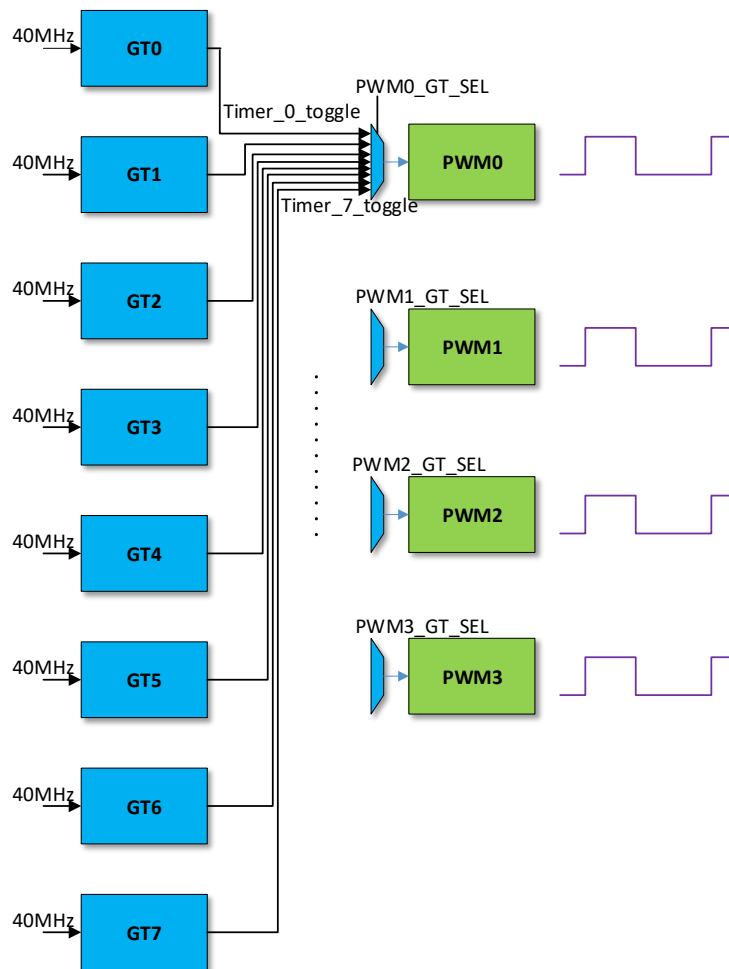 40MHz
GT0
PWM0_GT_SEL
Timer_0_toggle
40MHz
GT1
PWM0
Timer_7_toggle
40MHz
GT2
PWM1_GT_SEL
PWM1
40MHz
GT3
PWM2_GT_SEL
PWM2
40MHz
GT4
PWM3_GT_SEL
40MHz
GT5
PWM3
40MHz
GT6
40MHz
GT7